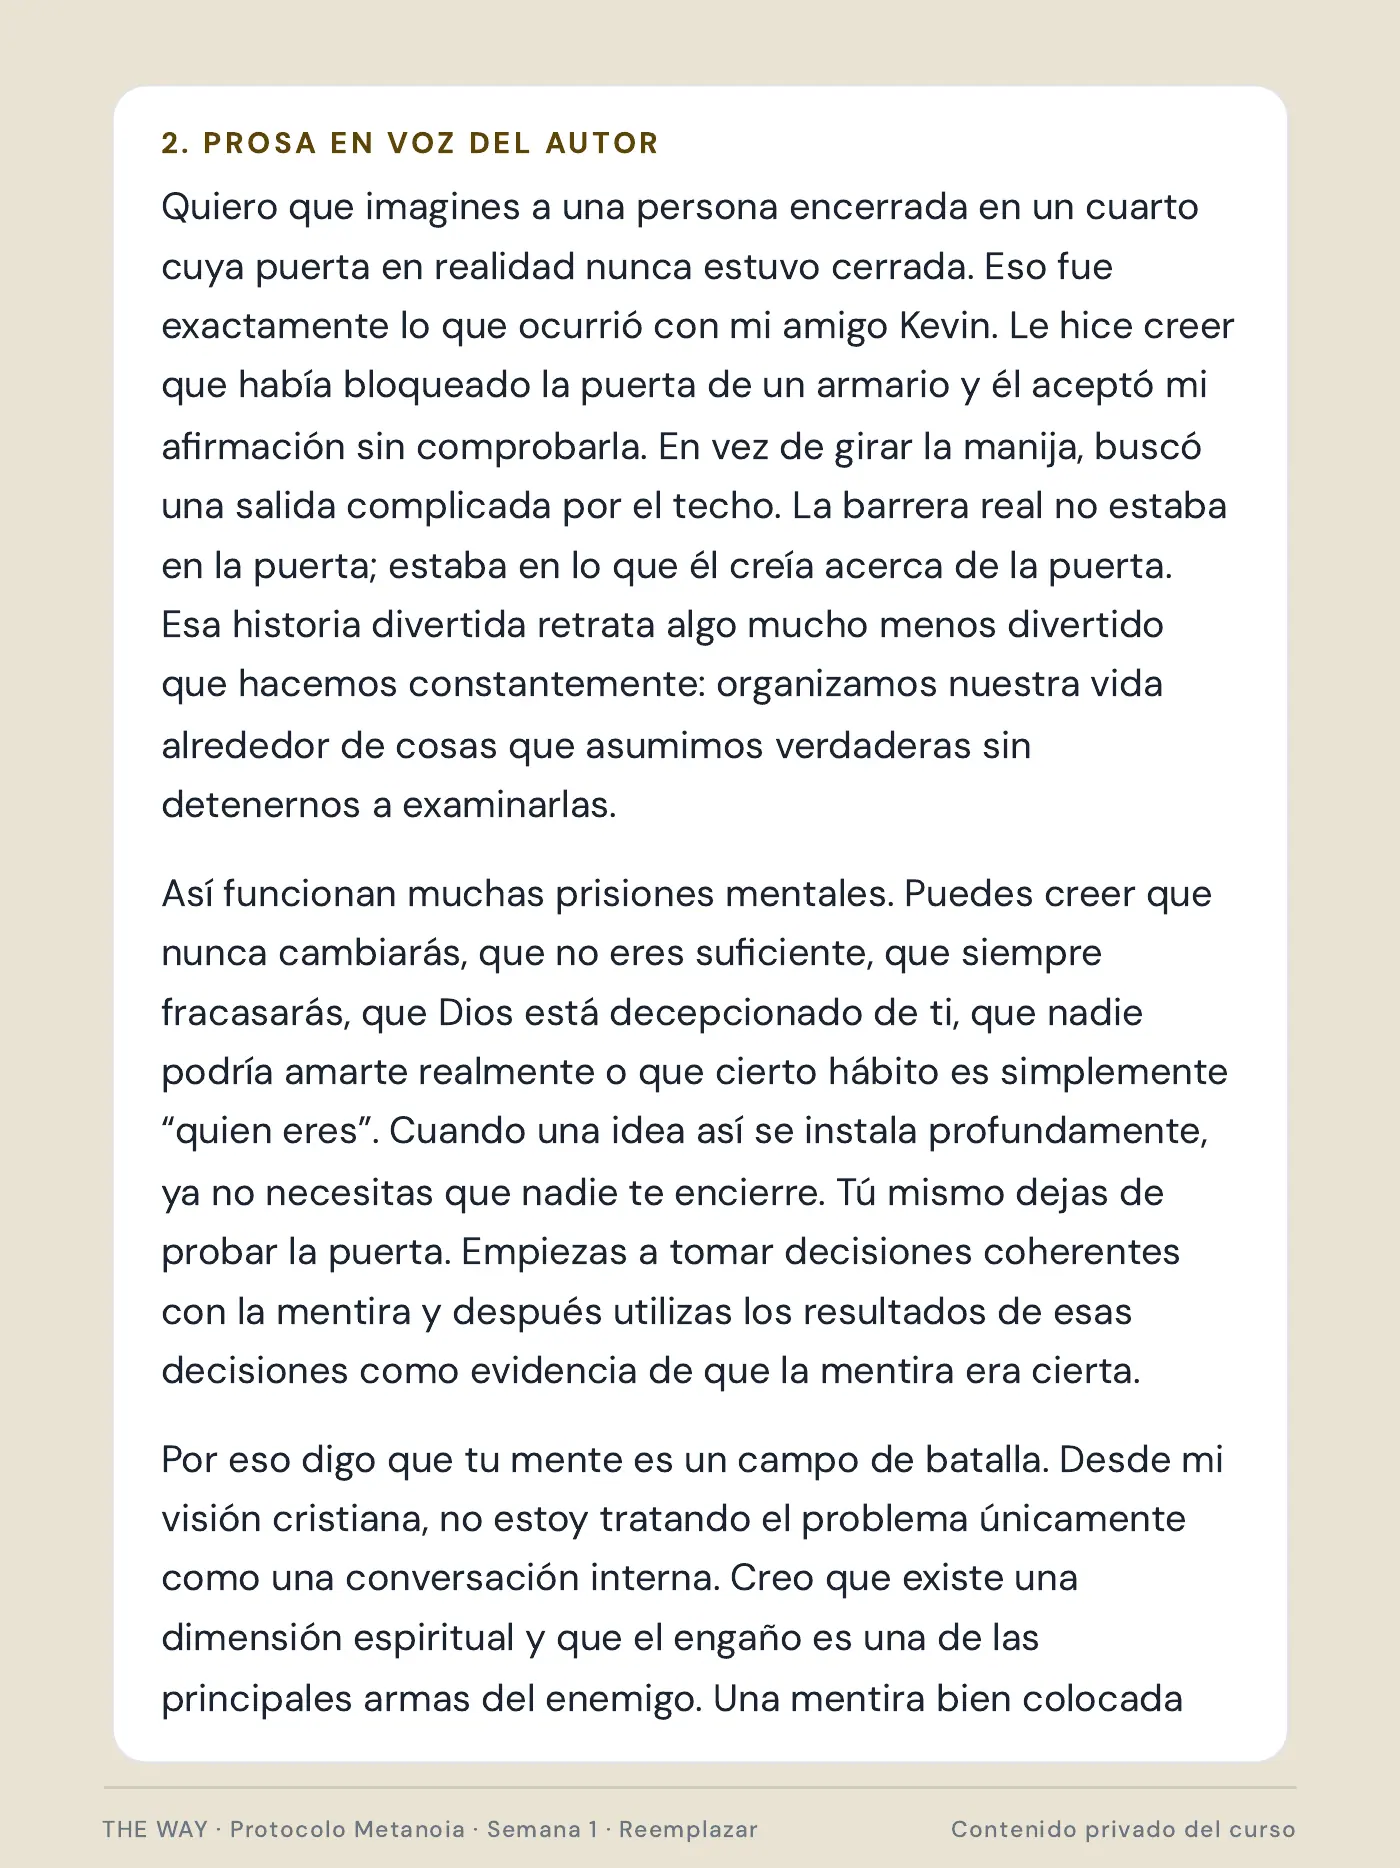 2. PROSA EN VOZ DEL AUTOR
Quiero que imagines a una persona encerrada en un cuarto
cuya puerta en realidad nunca estuvo cerrada. Eso fue
exactamente lo que ocurrió con mi amigo Kevin. Le hice creer
que había bloqueado la puerta de un armario y él aceptó mi
afirmación sin comprobarla. En vez de girar la manija, buscó
una salida complicada por el techo. La barrera real no estaba
en la puerta; estaba en lo que él creía acerca de la puerta.
Esa historia divertida retrata algo mucho menos divertido
que hacemos constantemente: organizamos nuestra vida
alrededor de cosas que asumimos verdaderas sin
detenernos a examinarlas.
Así funcionan muchas prisiones mentales. Puedes creer que
nunca cambiarás, que no eres suficiente, que siempre
fracasarás, que Dios está decepcionado de ti, que nadie
podría amarte realmente o que cierto hábito es simplemente
“quien eres”. Cuando una idea así se instala profundamente,
ya no necesitas que nadie te encierre. Tú mismo dejas de
probar la puerta. Empiezas a tomar decisiones coherentes
con la mentira y después utilizas los resultados de esas
decisiones como evidencia de que la mentira era cierta.
Por eso digo que tu mente es un campo de batalla. Desde mi
visión cristiana, no estoy tratando el problema únicamente
como una conversación interna. Creo que existe una
dimensión espiritual y que el engaño es una de las
principales armas del enemigo. Una mentira bien colocada
THE WAY · Protocolo Metanoia · Semana 1 · Reemplazar
Contenido privado del curso